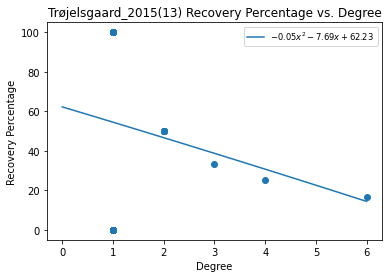 Trøjelsgaard_2015(13) Recovery Percentage vs. Degree
−0.05x² − 7.69x + 62.23
Recovery Percentage
100
80
60
40
20
0
0 1 2 3 4 5 6
Degree